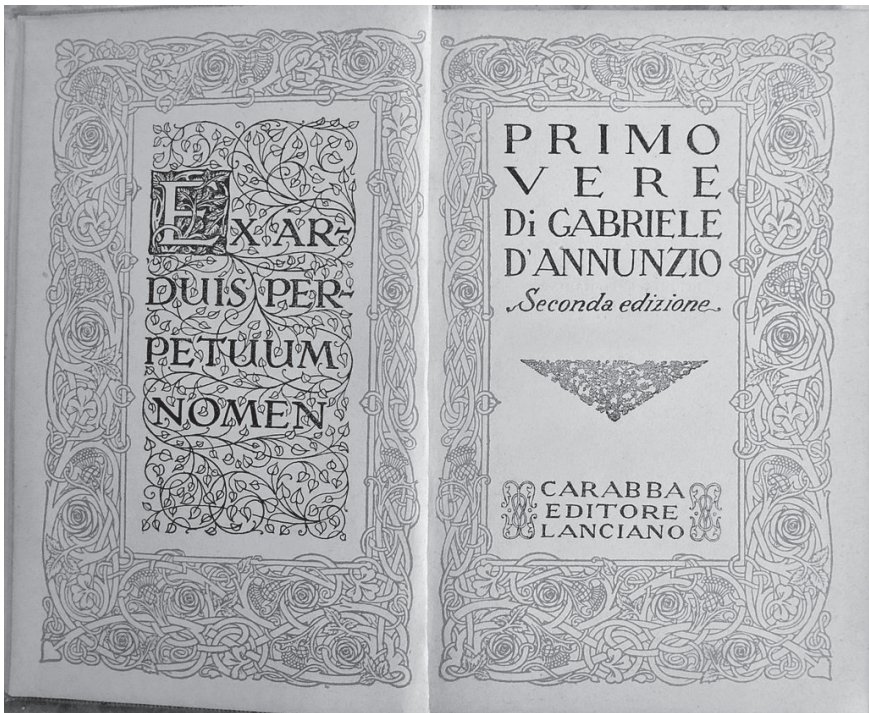 EX AR-
DUIS PER-
PETUUM
NOMEN
PRIMO
VERE
Di GABRIELE
D'ANNUNZIO
Seconda edizione
CARABBA
EDITORE
LANCIANO